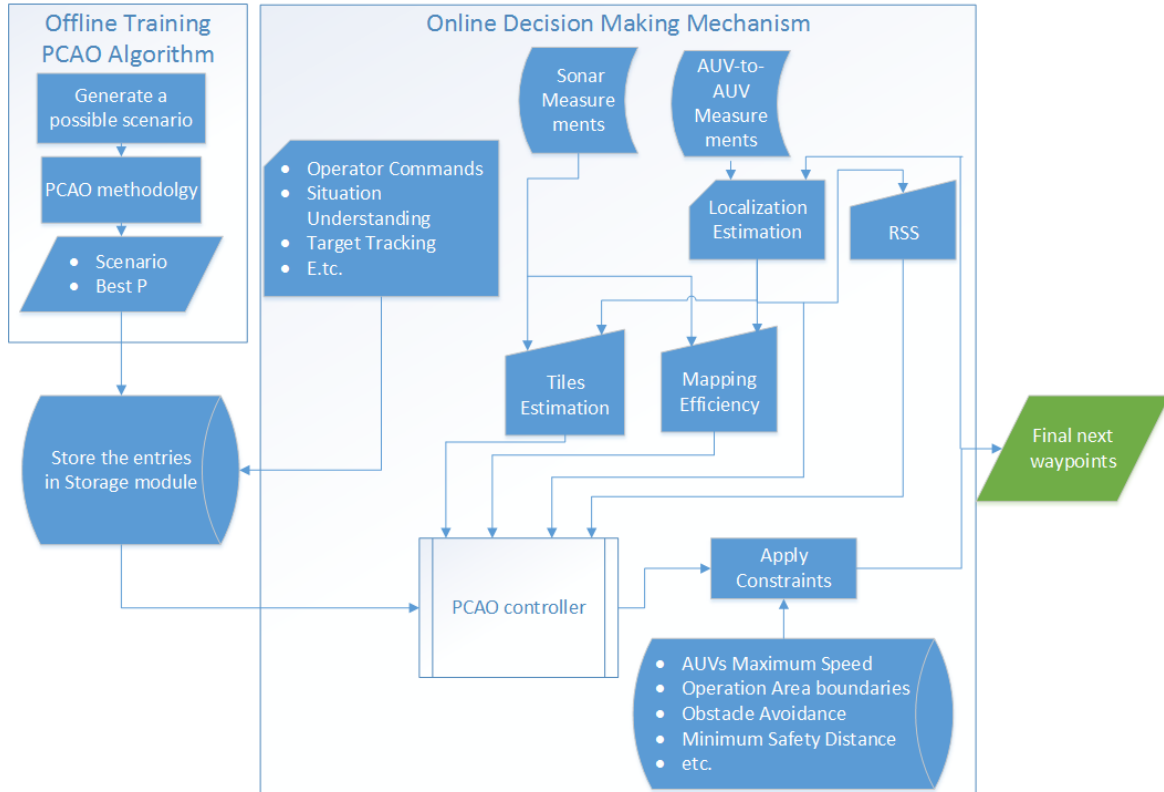 Offline Training
PCAO Algorithm
Generate a
possible scenario
PCAO methodolgy
• Scenario
• Best P
Store the entries
in Storage module
Online Decision Making Mechanism
Sonar
Measure
ments
AUV-to-
AUV
Measure
ments
• Operator Commands
• Situation
Understanding
• Target Tracking
• E.tc.
Localization
Estimation
RSS
Tiles
Estimation
Mapping
Efficiency
PCAO controller
Apply
Constraints
• AUVs Maximum Speed
• Operation Area boundaries
• Obstacle Avoidance
• Minimum Safety Distance
• etc.
Final next
waypoints